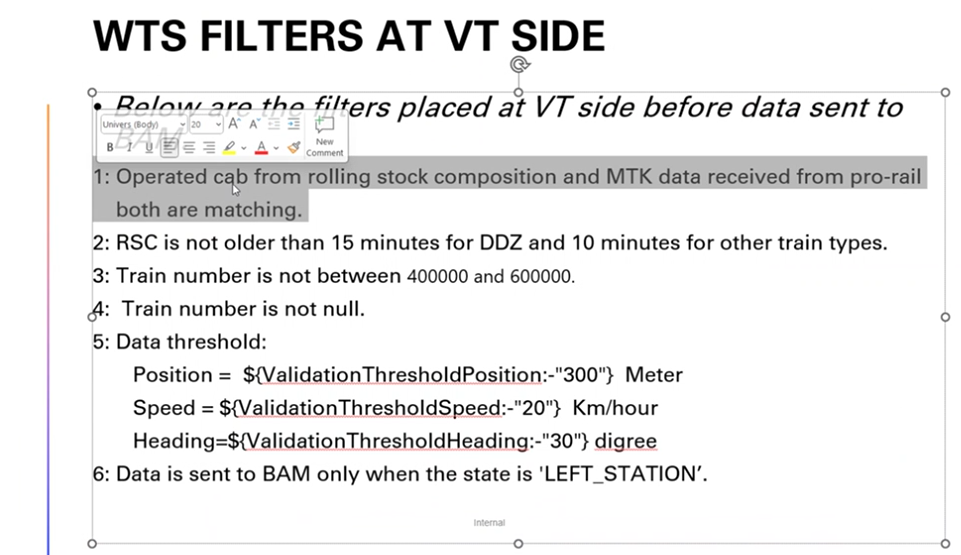 WTS FILTERS AT VT SIDE
• Below are the filters placed at VT side before data sent to
BAM
Univers (Body) 20 A A
B I U A
New
Comment
1: Operated cab from rolling stock composition and MTK data received from pro-rail
both are matching.
2: RSC is not older than 15 minutes for DDZ and 10 minutes for other train types.
3: Train number is not between 400000 and 600000.
4: Train number is not null.
5: Data threshold:
Position = ${ValidationThresholdPosition:-"300"} Meter
Speed = ${ValidationThresholdSpeed:-"20"} Km/hour
Heading=${ValidationThresholdHeading:-"30"} digree
6: Data is sent to BAM only when the state is 'LEFT_STATION’.
Internal